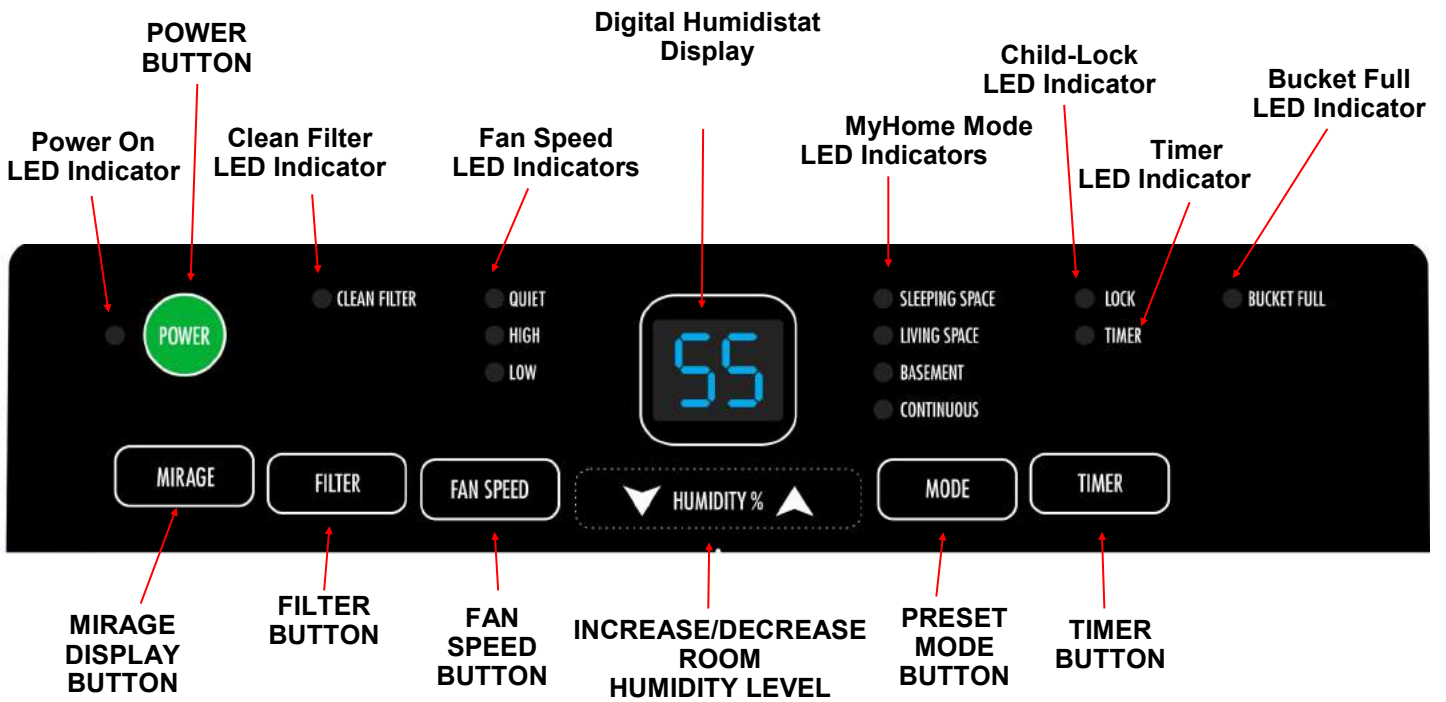 POWER
BUTTON
Digital Humidistat
Display
Child-Lock
LED Indicator
Bucket Full
LED Indicator
Power On
LED Indicator
Clean Filter
LED Indicator
Fan Speed
LED Indicators
MyHome Mode
LED Indicators
Timer
LED Indicator
POWER
CLEAN FILTER
QUIET
HIGH
LOW
55
SLEEPING SPACE
LIVING SPACE
BASEMENT
CONTINUOUS
LOCK
TIMER
BUCKET FULL
MIRAGE
FILTER
FAN SPEED
HUMIDITY %
MODE
TIMER
MIRAGE
DISPLAY
BUTTON
FILTER
BUTTON
FAN
SPEED
BUTTON
INCREASE/DECREASE
ROOM
HUMIDITY LEVEL
PRESET
MODE
BUTTON
TIMER
BUTTON